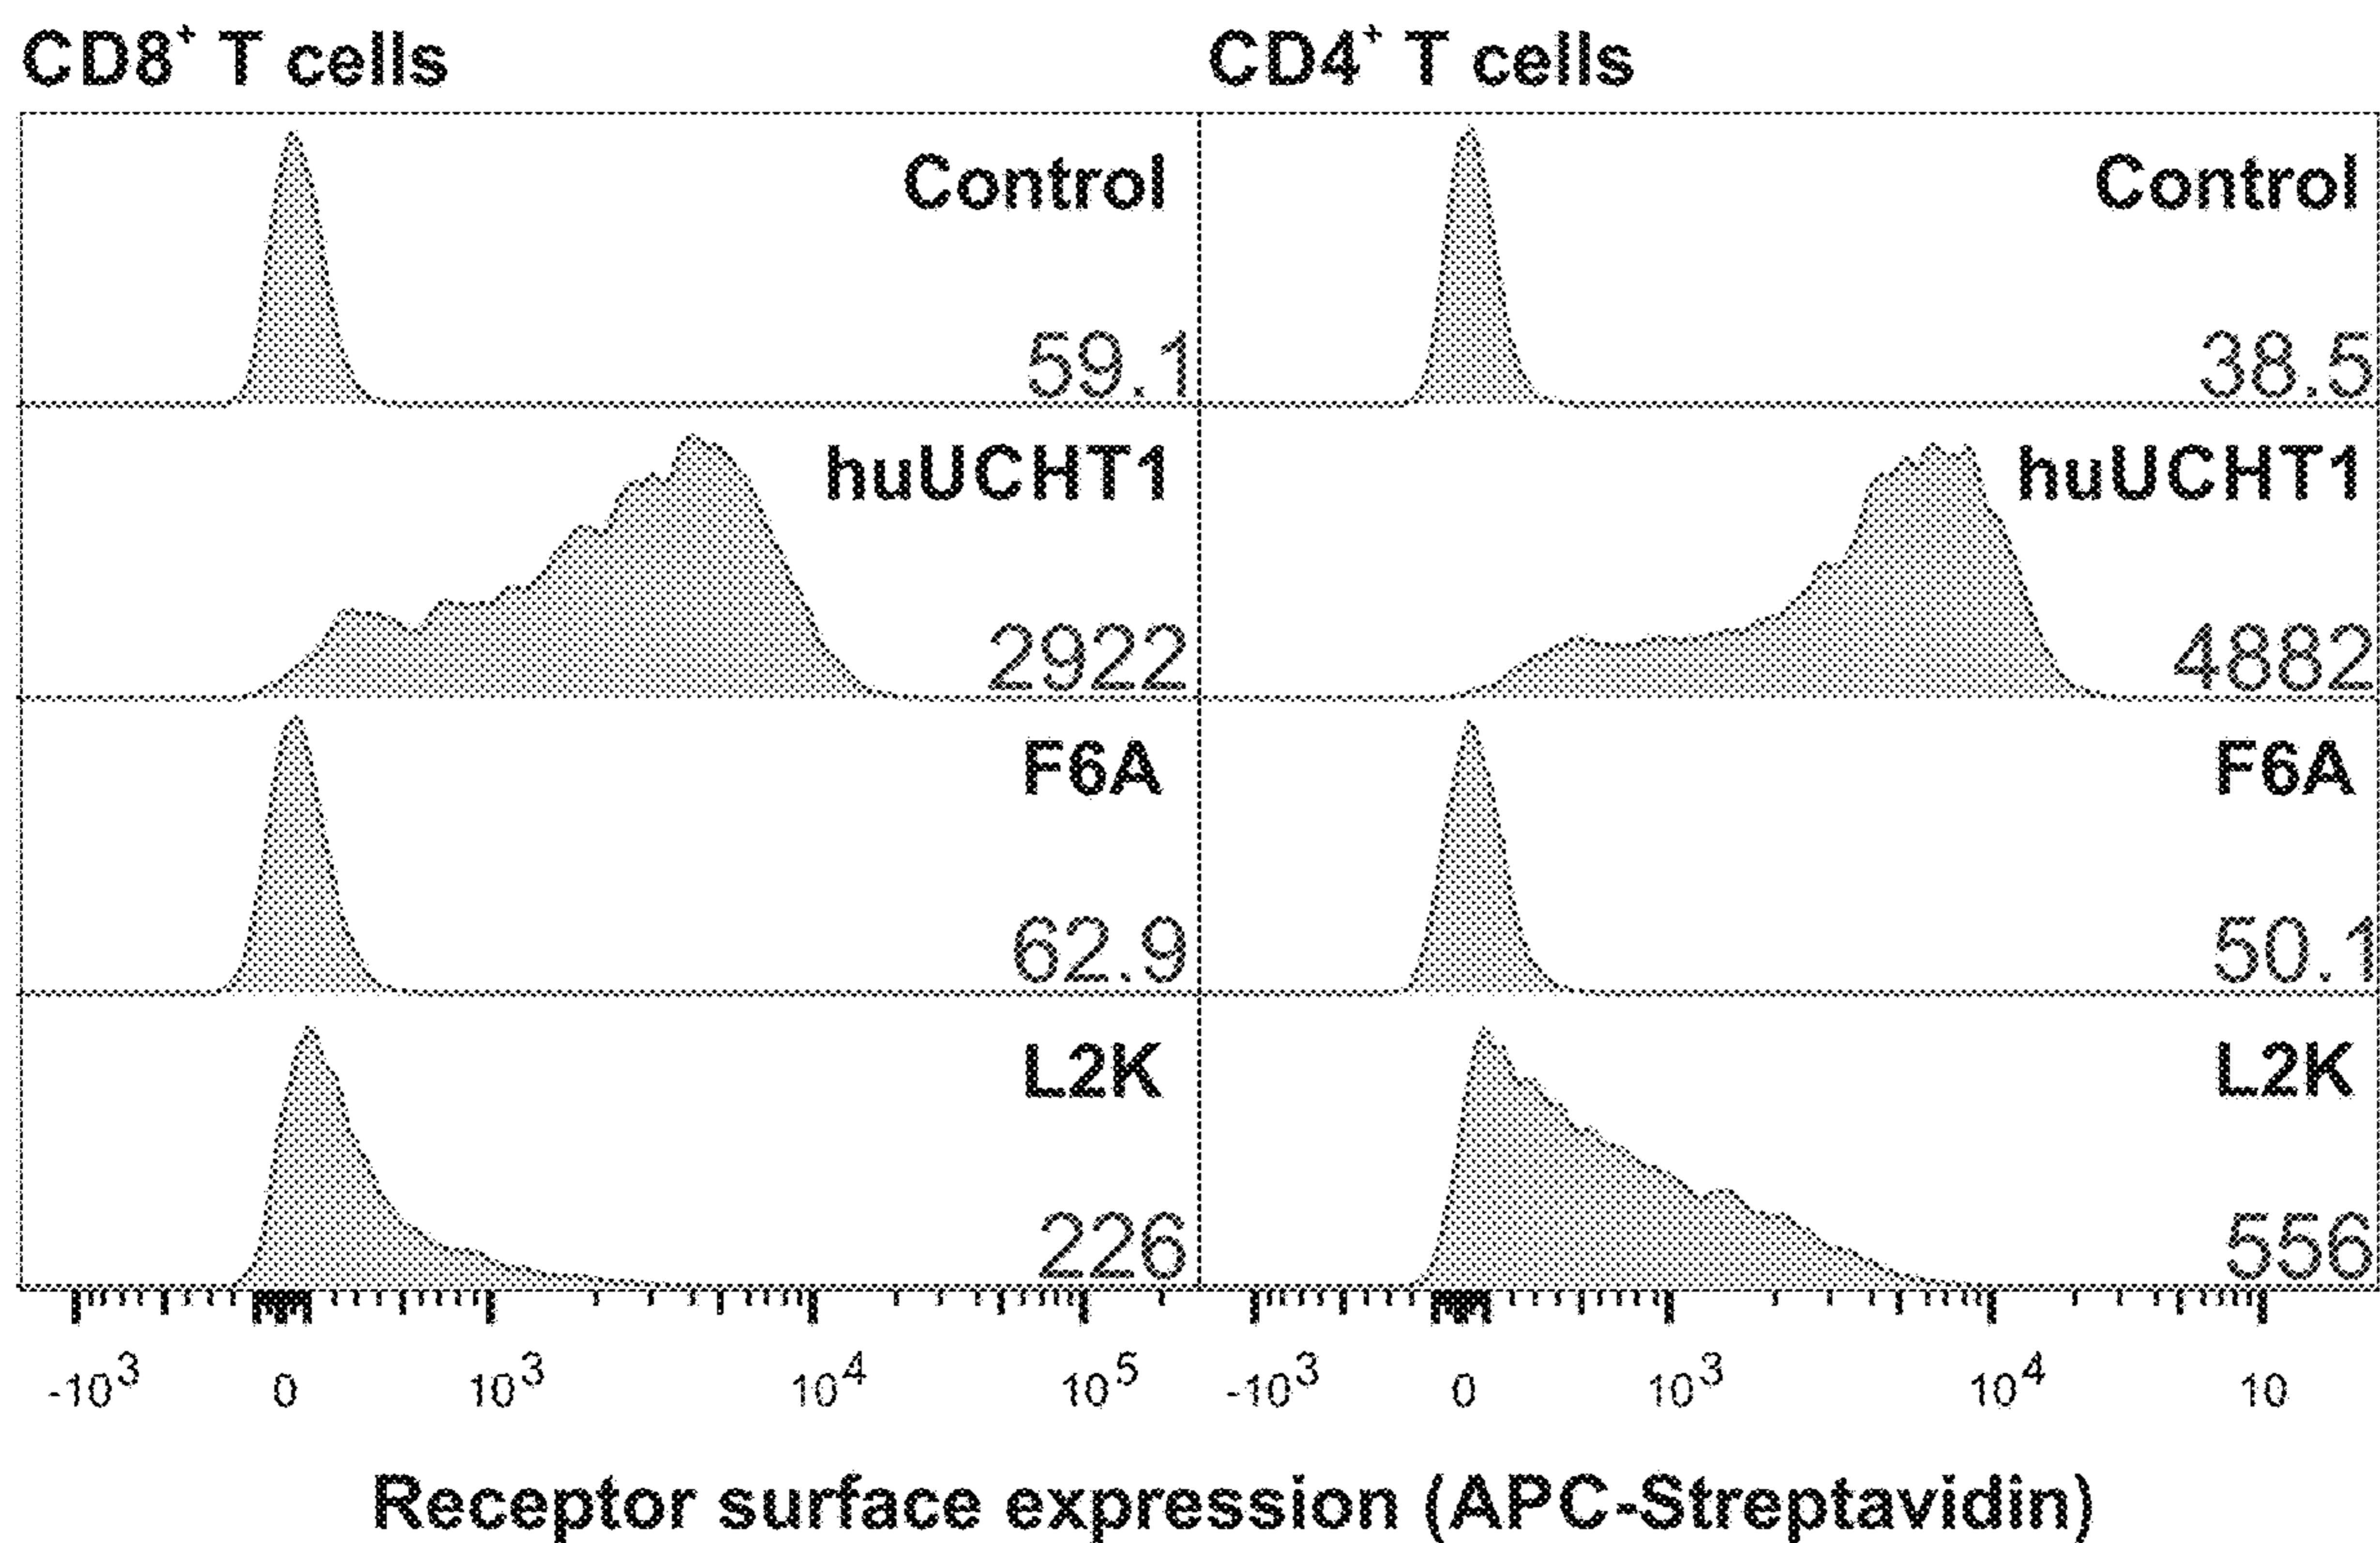 CD8⁺ T cells CD4⁺ T cells
Control Control
59.1 38.5
huUCHT1 huUCHT1
2922 4882
F6A F6A
62.9 50.1
L2K L2K
226 556
-10³ 0 10³ 10⁴ 10⁵ -10³ 0 10³ 10⁴ 10
Receptor surface expression (APC-Streptavidin)